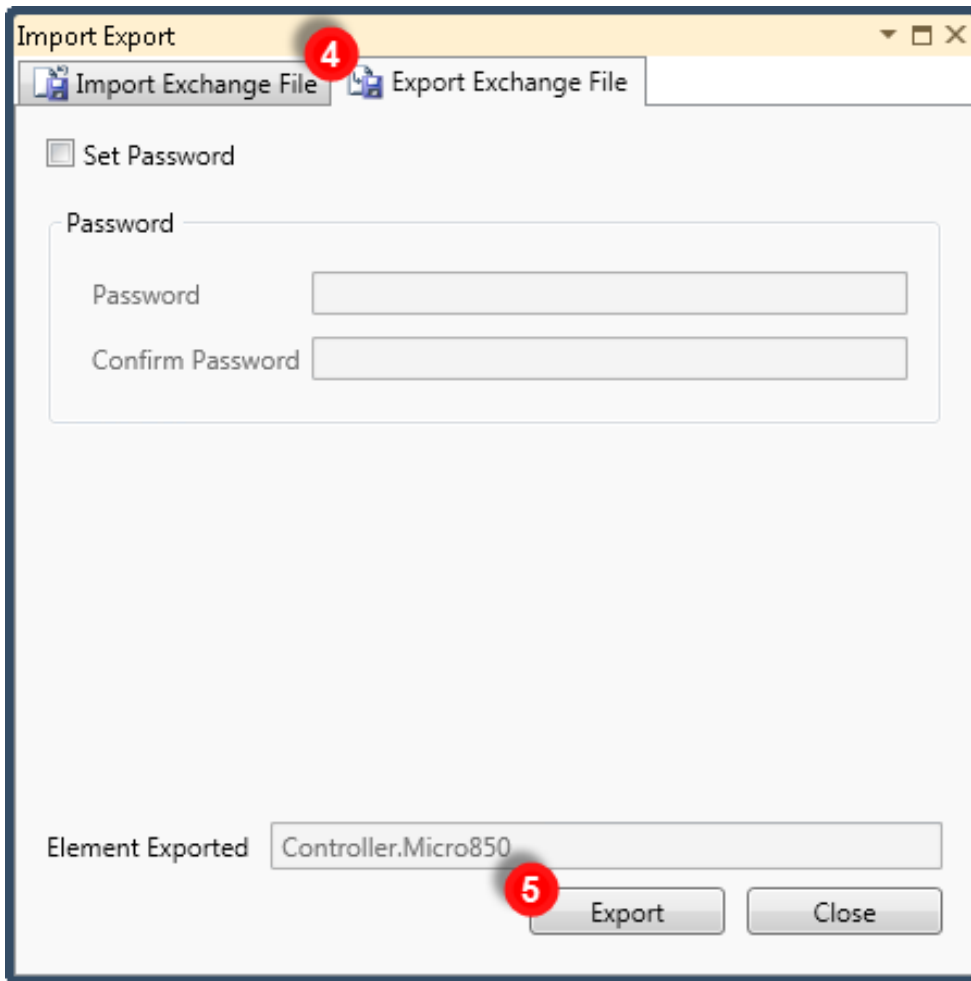 Import Export
4
Import Exchange File Export Exchange File
Set Password
Password
Password
Confirm Password
Element Exported Controller.Micro850
5
Export Close